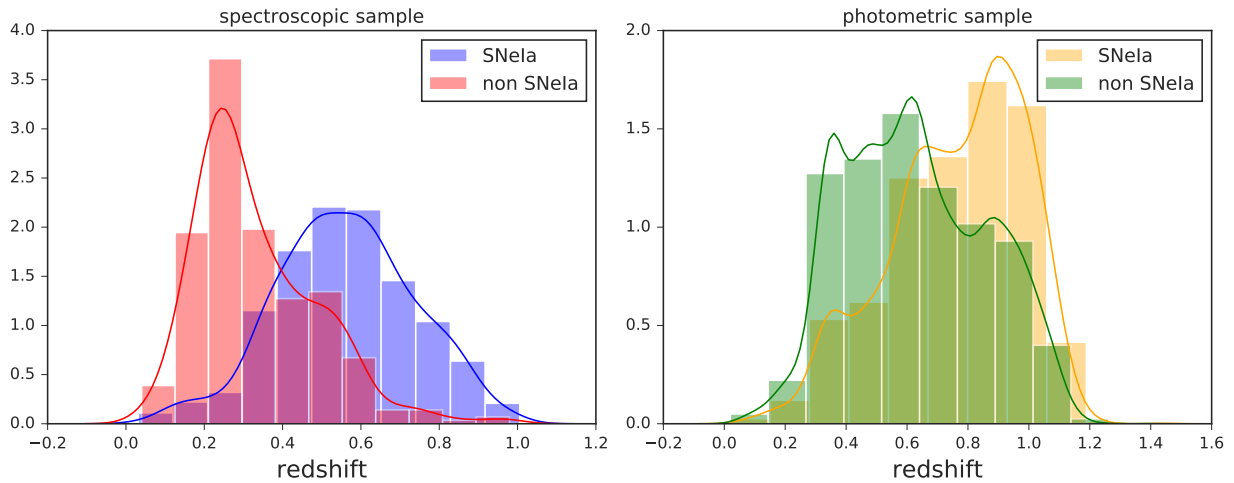 spectroscopic sample
4.0
3.5
3.0
2.5
2.0
1.5
1.0
0.5
0.0
−0.2 0.0 0.2 0.4 0.6 0.8 1.0 1.2
redshift
SNeIa
non SNeIa
photometric sample
2.0
1.5
1.0
0.5
0.0
−0.2 0.0 0.2 0.4 0.6 0.8 1.0 1.2 1.4 1.6
redshift
SNeIa
non SNeIa